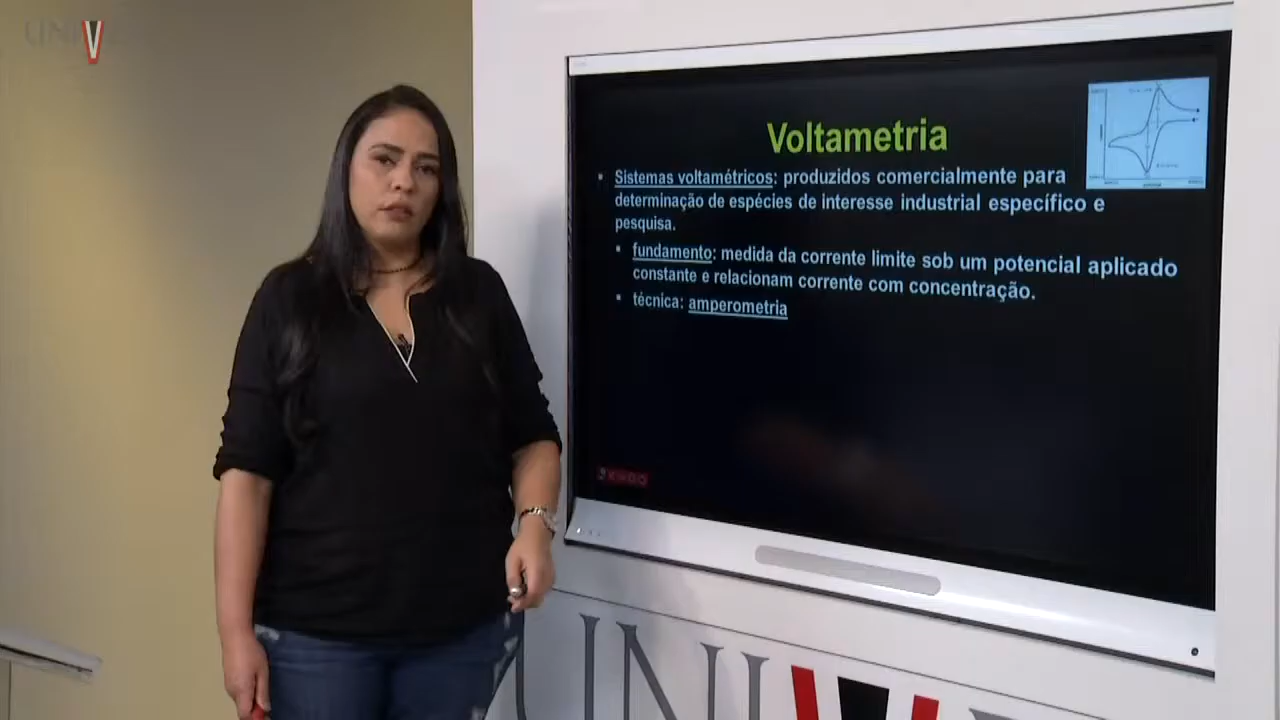 Voltametria
Sistemas voltamétricos: produzidos comercialmente para
determinação de espécies de interesse industrial específico e
pesquisa.
fundamento: medida da corrente limite sob um potencial aplicado
constante e relacionam corrente com concentração.
técnica: amperometria
UNIV